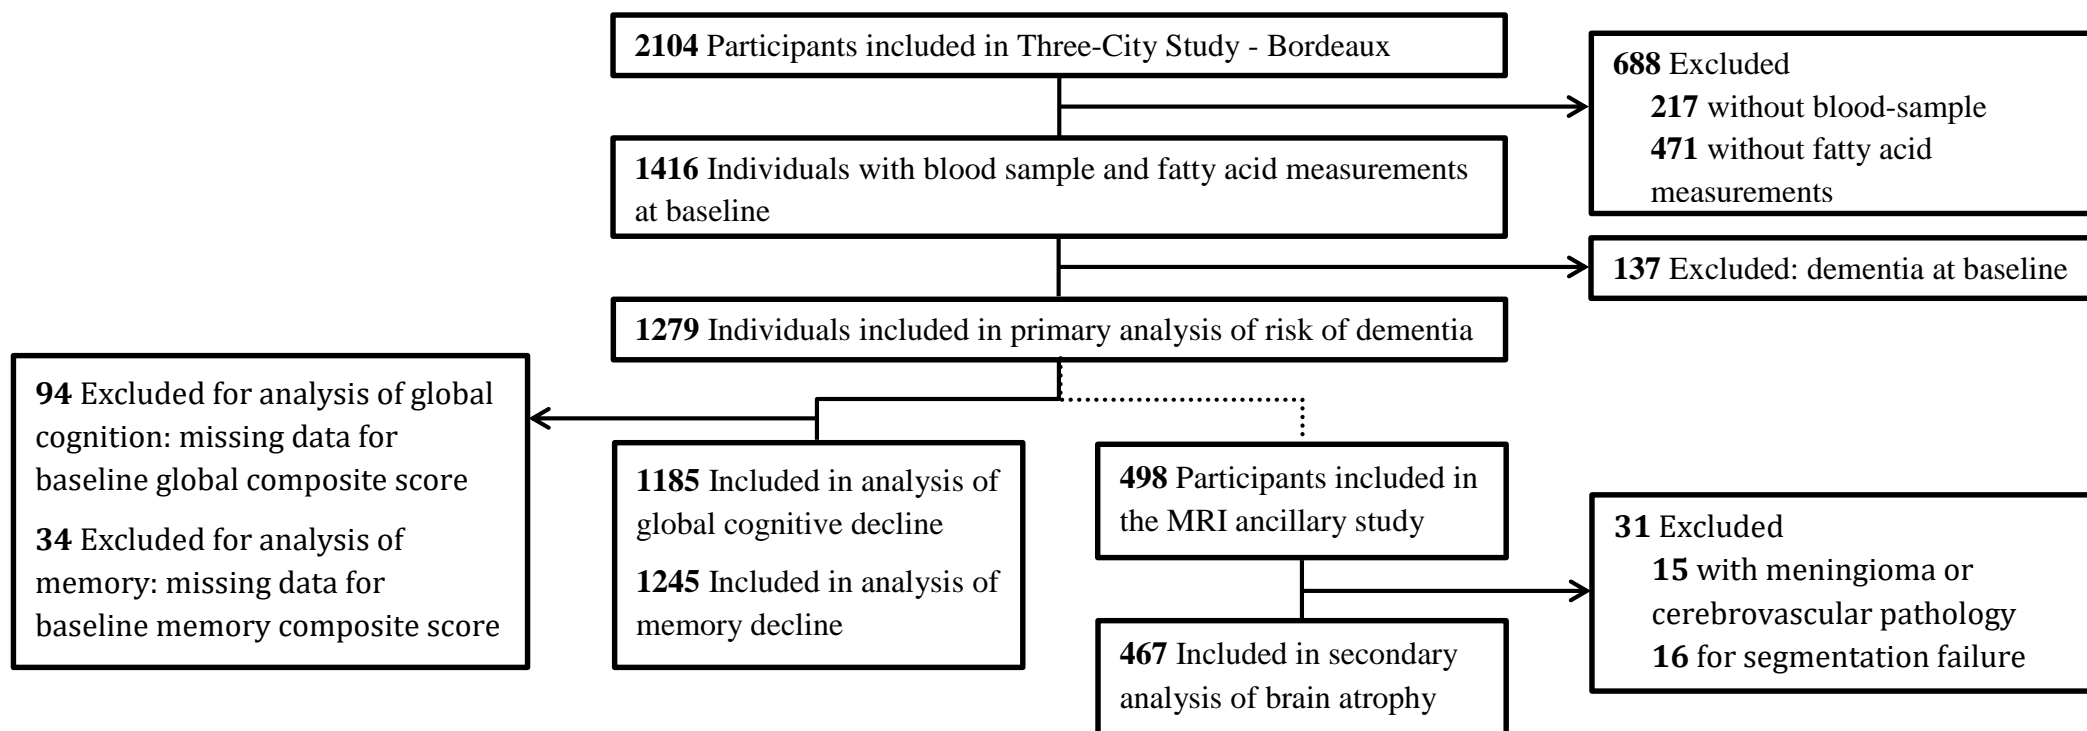 2104 Participants included in Three-City Study - Bordeaux
688 Excluded
217 without blood-sample
471 without fatty acid
measurements
1416 Individuals with blood sample and fatty acid measurements
at baseline
137 Excluded: dementia at baseline
1279 Individuals included in primary analysis of risk of dementia
94 Excluded for analysis of global
cognition: missing data for
baseline global composite score
34 Excluded for analysis of
memory: missing data for
baseline memory composite score
1185 Included in analysis of
global cognitive decline
1245 Included in analysis of
memory decline
498 Participants included in
the MRI ancillary study
31 Excluded
15 with meningioma or
cerebrovascular pathology
16 for segmentation failure
467 Included in secondary
analysis of brain atrophy